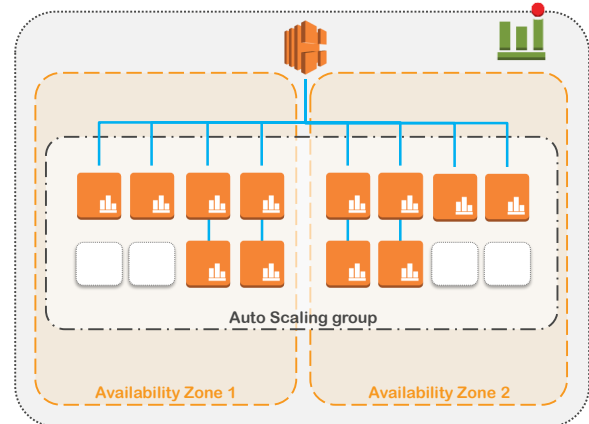 Auto Scaling group
Availability Zone 1
Availability Zone 2